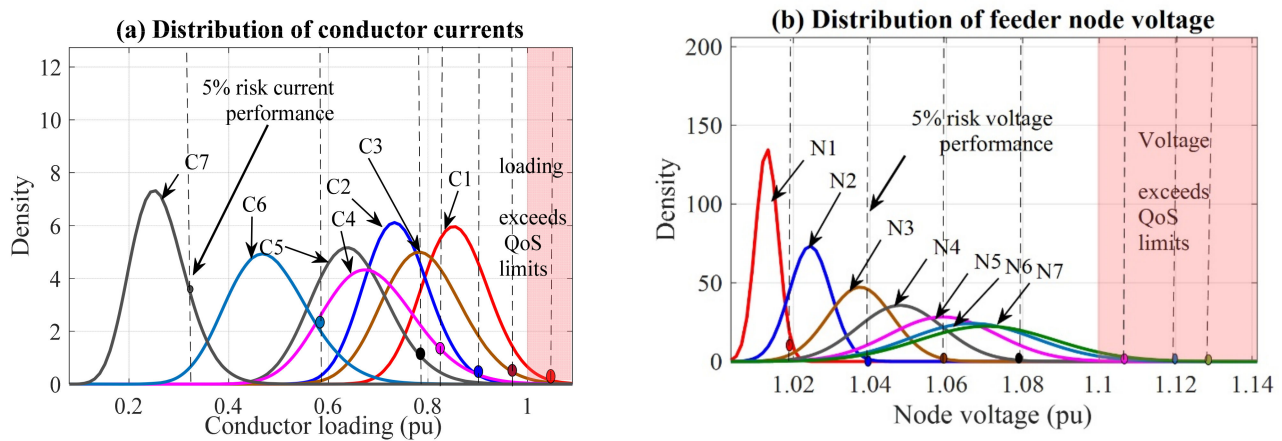 (a) Distribution of conductor currents
12
10
8
6
4
2
0
Density
5% risk current
performance
C7
C6
C5
C4
C2
C3
C1
loading
exceeds
QoS
limits
0.2
0.4
0.6
0.8
1
Conductor loading (pu)
(b) Distribution of feeder node voltage
200
150
100
50
0
Density
5% risk voltage
performance
N1
N2
N3
N4
N5
N6
N7
Voltage
exceeds
QoS
limits
1.02
1.04
1.06
1.08
1.1
1.12
1.14
Node voltage (pu)